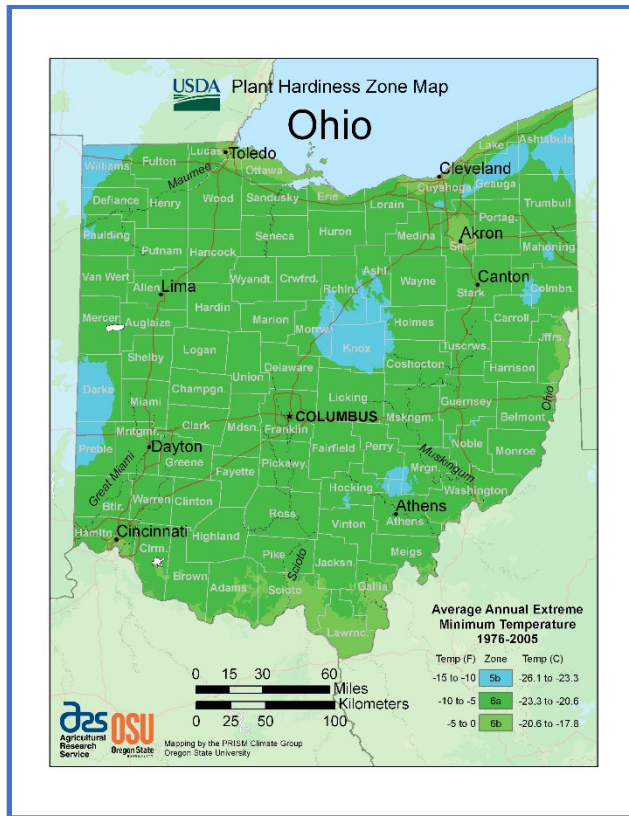 USDA Plant Hardiness Zone Map
Ohio
Williams
Fulton
Lucas
Toledo
Ottawa
Maumee
Defiance
Henry
Wood
Sandusky
Erie
Lorain
Cleveland
Cuyahoga
Lake
Geauga
Ashtabula
Trumbull
Paulding
Putnam
Hancock
Seneca
Huron
Medina
Sm.
Akron
Portag.
Mahoning
Van Wert
Allen
Lima
Wyandt.
Crwfrd.
Rchln.
Ashl.
Wayne
Stark
Canton
Colmbn.
Mercer
Auglaize
Hardin
Marion
Morrw.
Knox
Holmes
Tuscrws.
Carroll
Jffrs.
Shelby
Logan
Union
Delaware
Coshocton
Harrison
Darke
Miami
Champgn.
Licking
Guernsey
Belmont
Ohio
Clark
Mdsn.
COLUMBUS
Franklin
Mskngm.
Preble
Mntgmr.
Dayton
Greene
Fayette
Pickawy.
Fairfield
Perry
Muskingum
Mrgn.
Noble
Monroe
Great Miami
Btlr.
Warren
Clinton
Ross
Hocking
Athens
Athens
Washington
Hamltn.
Cincinnati
Clrm.
Highland
Vinton
Meigs
Brown
Adams
Pike
Scioto
Scioto
Jacksn.
Gallia
Lawrnc.
0 15 30 60
Miles
Kilometers
0 25 50 100
Average Annual Extreme
Minimum Temperature
1976-2005
Temp (F) Zone Temp (C)
-15 to -10 5b -26.1 to -23.3
-10 to -5 6a -23.3 to -20.6
-5 to 0 6b -20.6 to -17.8
ars
Agricultural
Research
Service
OSU
Oregon State
UNIVERSITY
Mapping by the PRISM Climate Group
Oregon State University